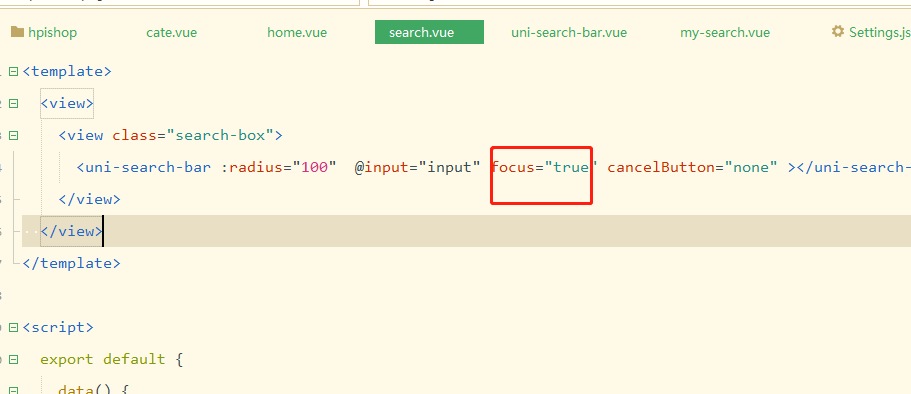 hpishop cate.vue home.vue search.vue uni-search-bar.vue my-search.vue Settings.js
<template>
<view>
<view class="search-box">
<uni-search-bar :radius="100" @input="input" focus="true" cancelButton="none" ></uni-search-
</view>
</view>
</template>
<script>
export default {
data() {